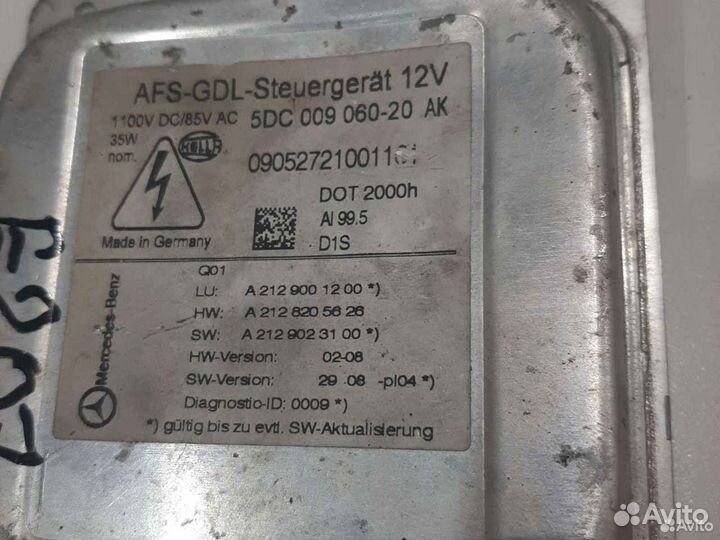 AFS-GDL-Steuergerät 12V
1100V DC/85V AC 5DC 009 060-20 AK
35W
nom.
HELLA
DOT 2000h
Al 99.5
Made in Germany
D1S
Mercedes-Benz
Q01
LU: A 212 900 12 00 *)
HW: A 212 820 56 26
SW: A 212 902 31 00 *)
HW-Version: 02-08
SW-Version: 29 08 -pl04 *)
Diagnostic-ID: 0009 *)
*) gültig bis zu evtl. SW-Aktualisierung
Avito